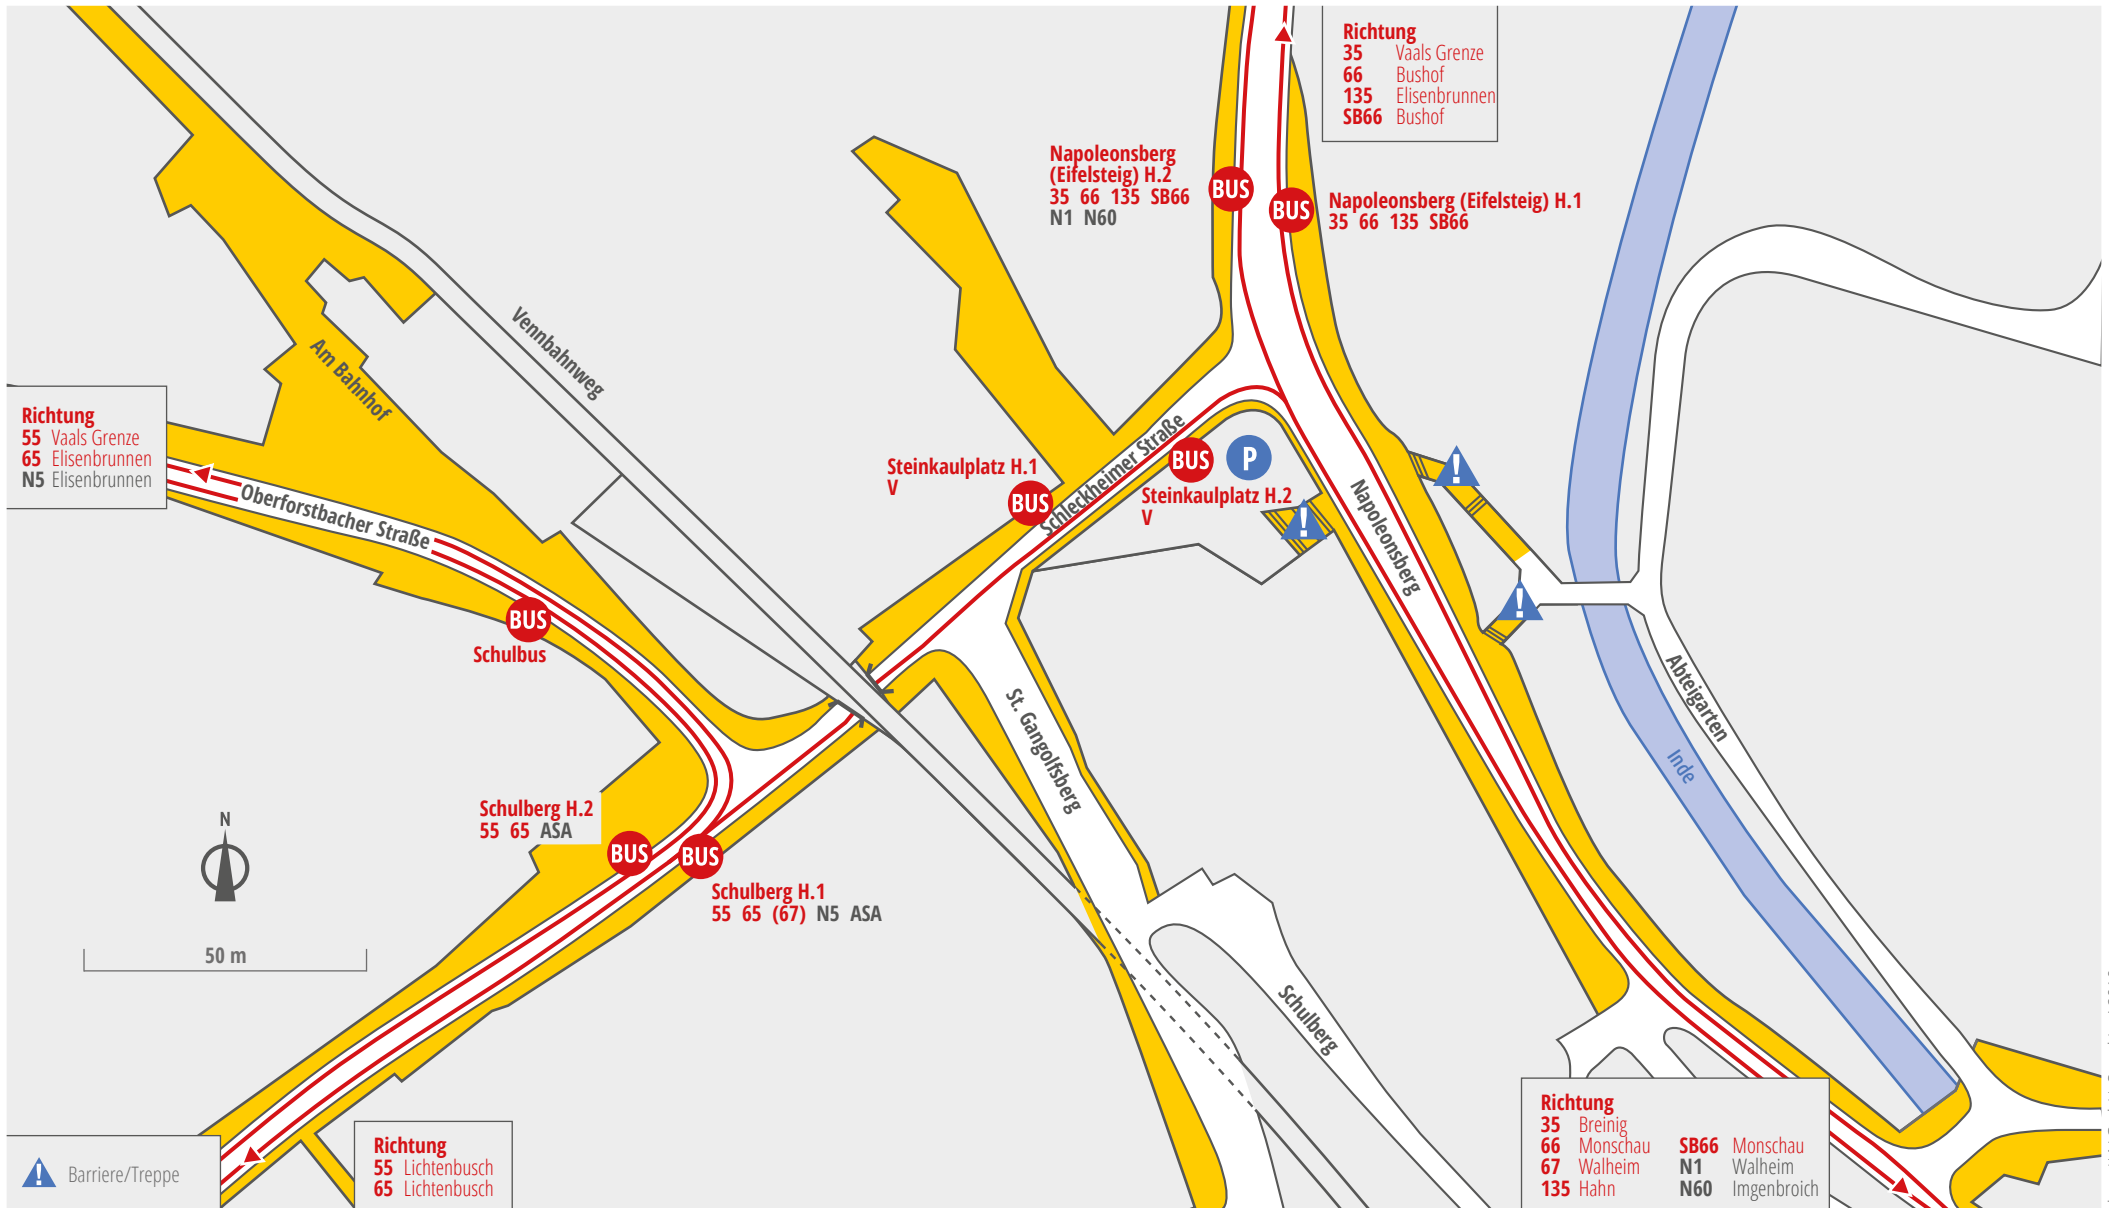 Richtung
35 Vaals Grenze
66 Bushof
135 Elisenbrunnen
SB66 Bushof
Napoleonsberg
(Eifelsteig) H.2
35 66 135 SB66
N1 N60
BUS
BUS
Napoleonsberg (Eifelsteig) H.1
35 66 135 SB66
Vennbahnweg
Am Bahnhof
Richtung
55 Vaals Grenze
65 Elisenbrunnen
N5 Elisenbrunnen
Oberforstbacher Straße
Steinkaulplatz H.1
V
BUS
Schleckheimer Straße
BUS
P
Steinkaulplatz H.2
V
!
!
!
Napoleonsberg
BUS
Schulbus
St. Gangolfsberg
Abteigarten
Inde
Schulberg H.2
55 65 ASA
BUS
BUS
Schulberg H.1
55 65 (67) N5 ASA
N
50 m
Schulberg
Richtung
35 Breinig
66 Monschau SB66 Monschau
67 Walheim N1 Walheim
135 Hahn N60 Imgenbroich
Richtung
55 Lichtenbusch
65 Lichtenbusch
! Barriere/Treppe